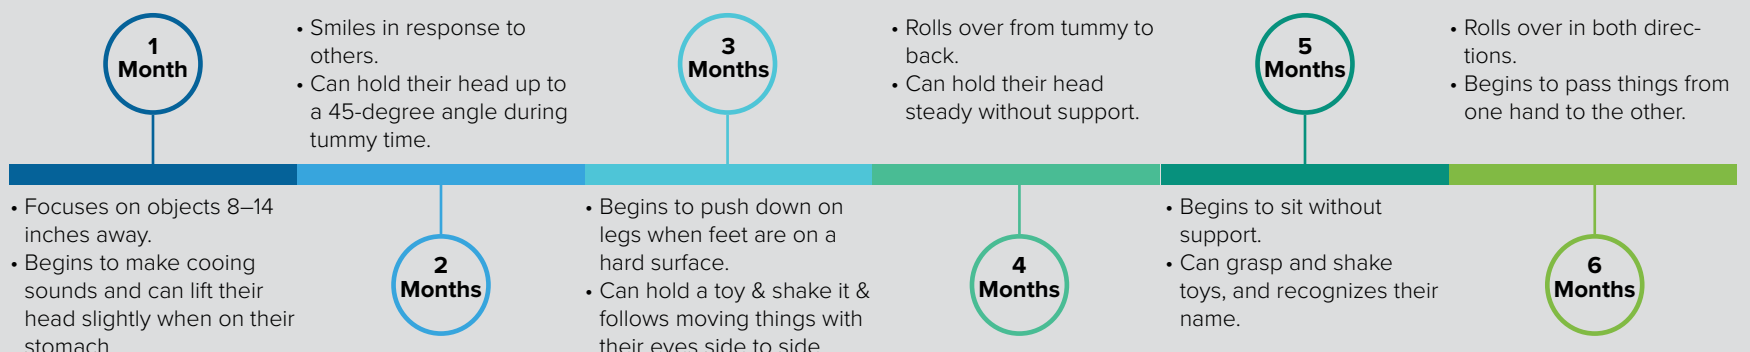 1
Month
• Focuses on objects 8–14
inches away.
• Begins to make cooing
sounds and can lift their
head slightly when on their
stomach
• Smiles in response to
others.
• Can hold their head up to
a 45-degree angle during
tummy time.
2
Months
3
Months
• Begins to push down on
legs when feet are on a
hard surface.
• Can hold a toy & shake it &
follows moving things with
their eyes side to side
• Rolls over from tummy to
back.
• Can hold their head
steady without support.
4
Months
5
Months
• Begins to sit without
support.
• Can grasp and shake
toys, and recognizes their
name.
• Rolls over in both direc-
tions.
• Begins to pass things from
one hand to the other.
6
Months